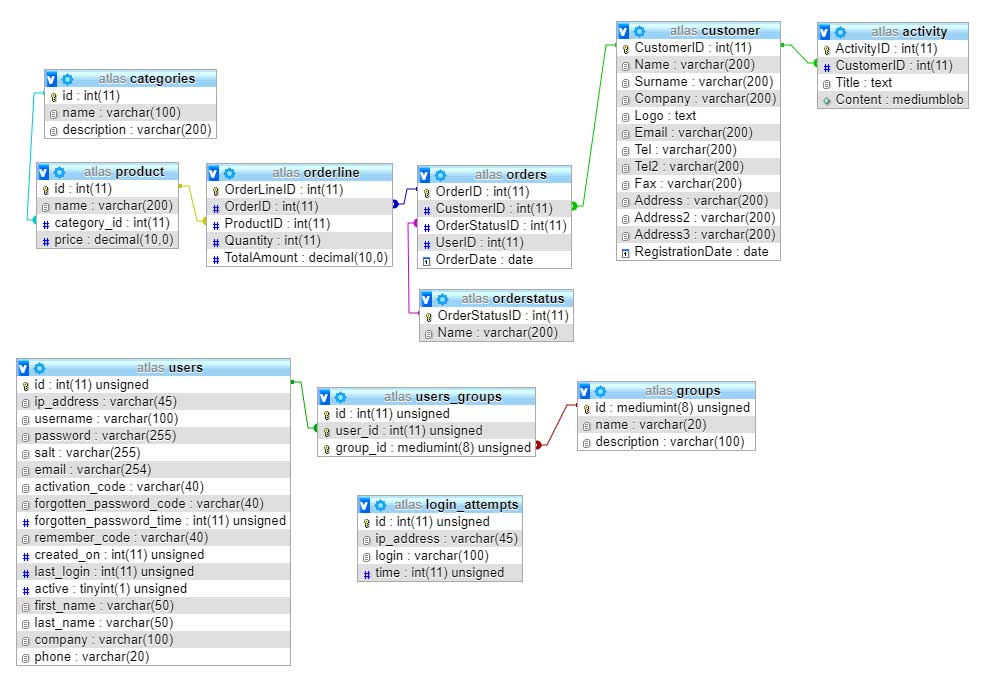 atlas categories
id : int(11)
name : varchar(100)
description : varchar(200)
atlas product
id : int(11)
name : varchar(200)
category_id : int(11)
price : decimal(10,0)
atlas orderline
OrderLineID : int(11)
OrderID : int(11)
ProductID : int(11)
Quantity : int(11)
TotalAmount : decimal(10,0)
atlas orders
OrderID : int(11)
CustomerID : int(11)
OrderStatusID : int(11)
UserID : int(11)
OrderDate : date
atlas orderstatus
OrderStatusID : int(11)
Name : varchar(200)
atlas customer
CustomerID : int(11)
Name : varchar(200)
Surname : varchar(200)
Company : varchar(200)
Logo : text
Email : varchar(200)
Tel : varchar(200)
Tel2 : varchar(200)
Fax : varchar(200)
Address : varchar(200)
Address2 : varchar(200)
Address3 : varchar(200)
RegistrationDate : date
atlas activity
ActivityID : int(11)
CustomerID : int(11)
Title : text
Content : mediumblob
atlas users
id : int(11) unsigned
ip_address : varchar(45)
username : varchar(100)
password : varchar(255)
salt : varchar(255)
email : varchar(254)
activation_code : varchar(40)
forgotten_password_code : varchar(40)
forgotten_password_time : int(11) unsigned
remember_code : varchar(40)
created_on : int(11) unsigned
last_login : int(11) unsigned
active : tinyint(1) unsigned
first_name : varchar(50)
last_name : varchar(50)
company : varchar(100)
phone : varchar(20)
atlas users_groups
id : int(11) unsigned
user_id : int(11) unsigned
group_id : mediumint(8) unsigned
atlas groups
id : mediumint(8) unsigned
name : varchar(20)
description : varchar(100)
atlas login_attempts
id : int(11) unsigned
ip_address : varchar(45)
login : varchar(100)
time : int(11) unsigned